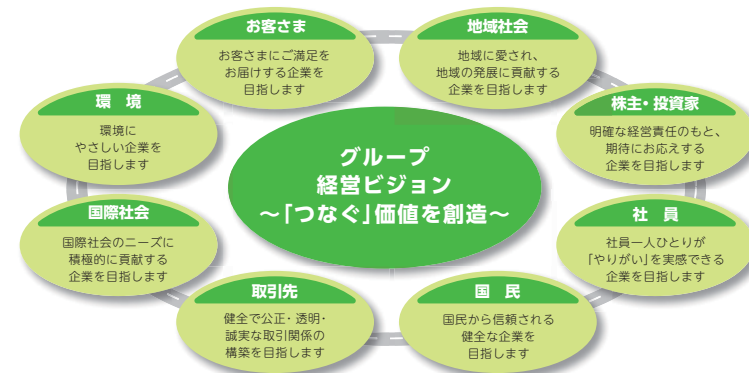 お客さま
お客さまにご満足を
お届けする企業を
目指します
地域社会
地域に愛され、
地域の発展に貢献する
企業を目指します
環 境
環境に
やさしい企業を
目指します
株主・投資家
明確な経営責任のもと、
期待にお応えする
企業を目指します
グループ
経営ビジョン
〜「つなぐ」価値を創造〜
国際社会
国際社会のニーズに
積極的に貢献する
企業を目指します
社 員
社員一人ひとりが
「やりがい」を実感できる
企業を目指します
取引先
健全で公正・透明・
誠実な取引関係の
構築を目指します
国 民
国民から信頼される
健全な企業を
目指します